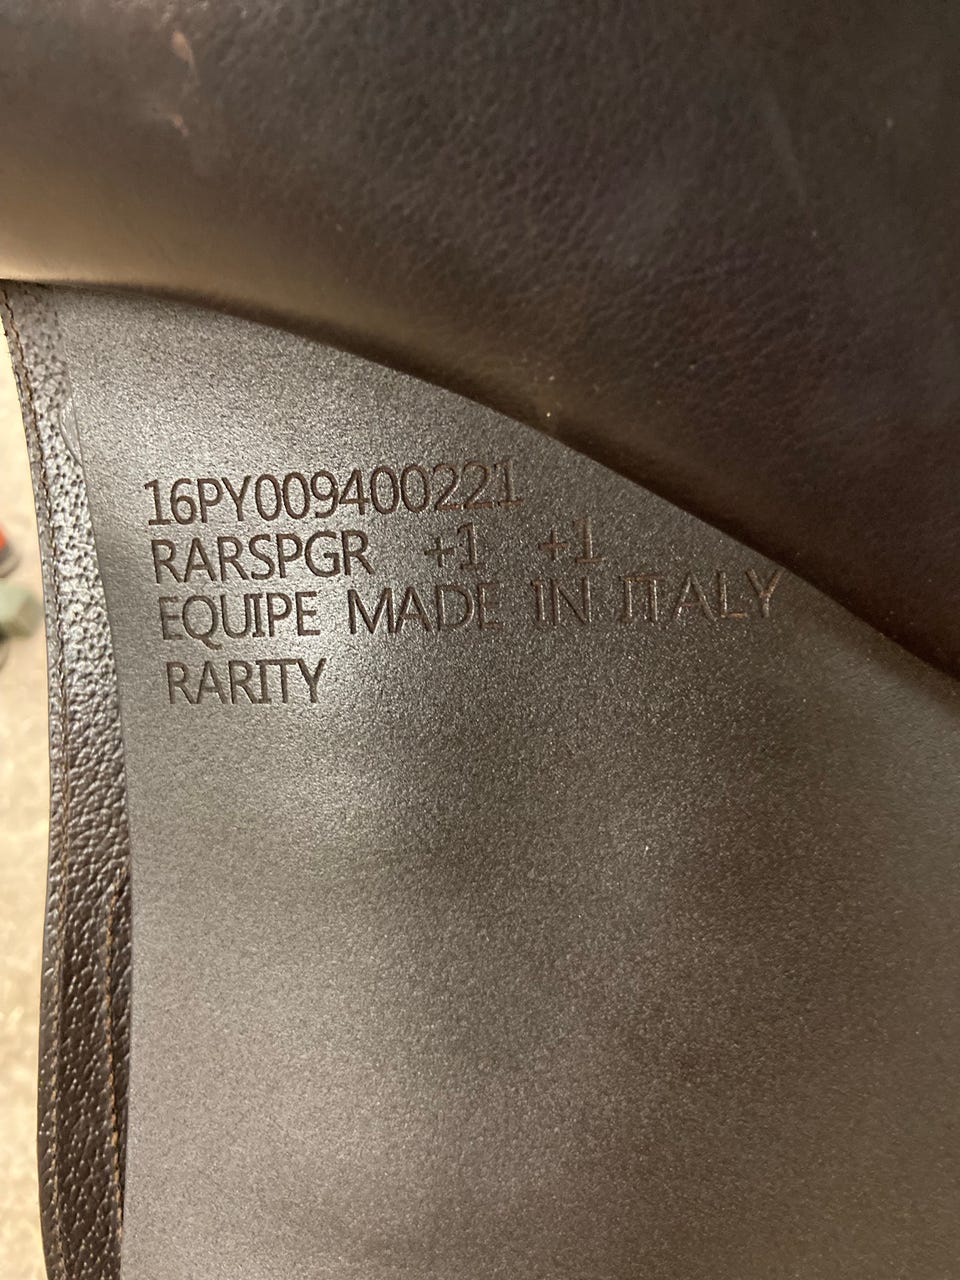 16PY009400221
RARSPGR +1 +1
EQUIPE MADE IN ITALY
RARITY